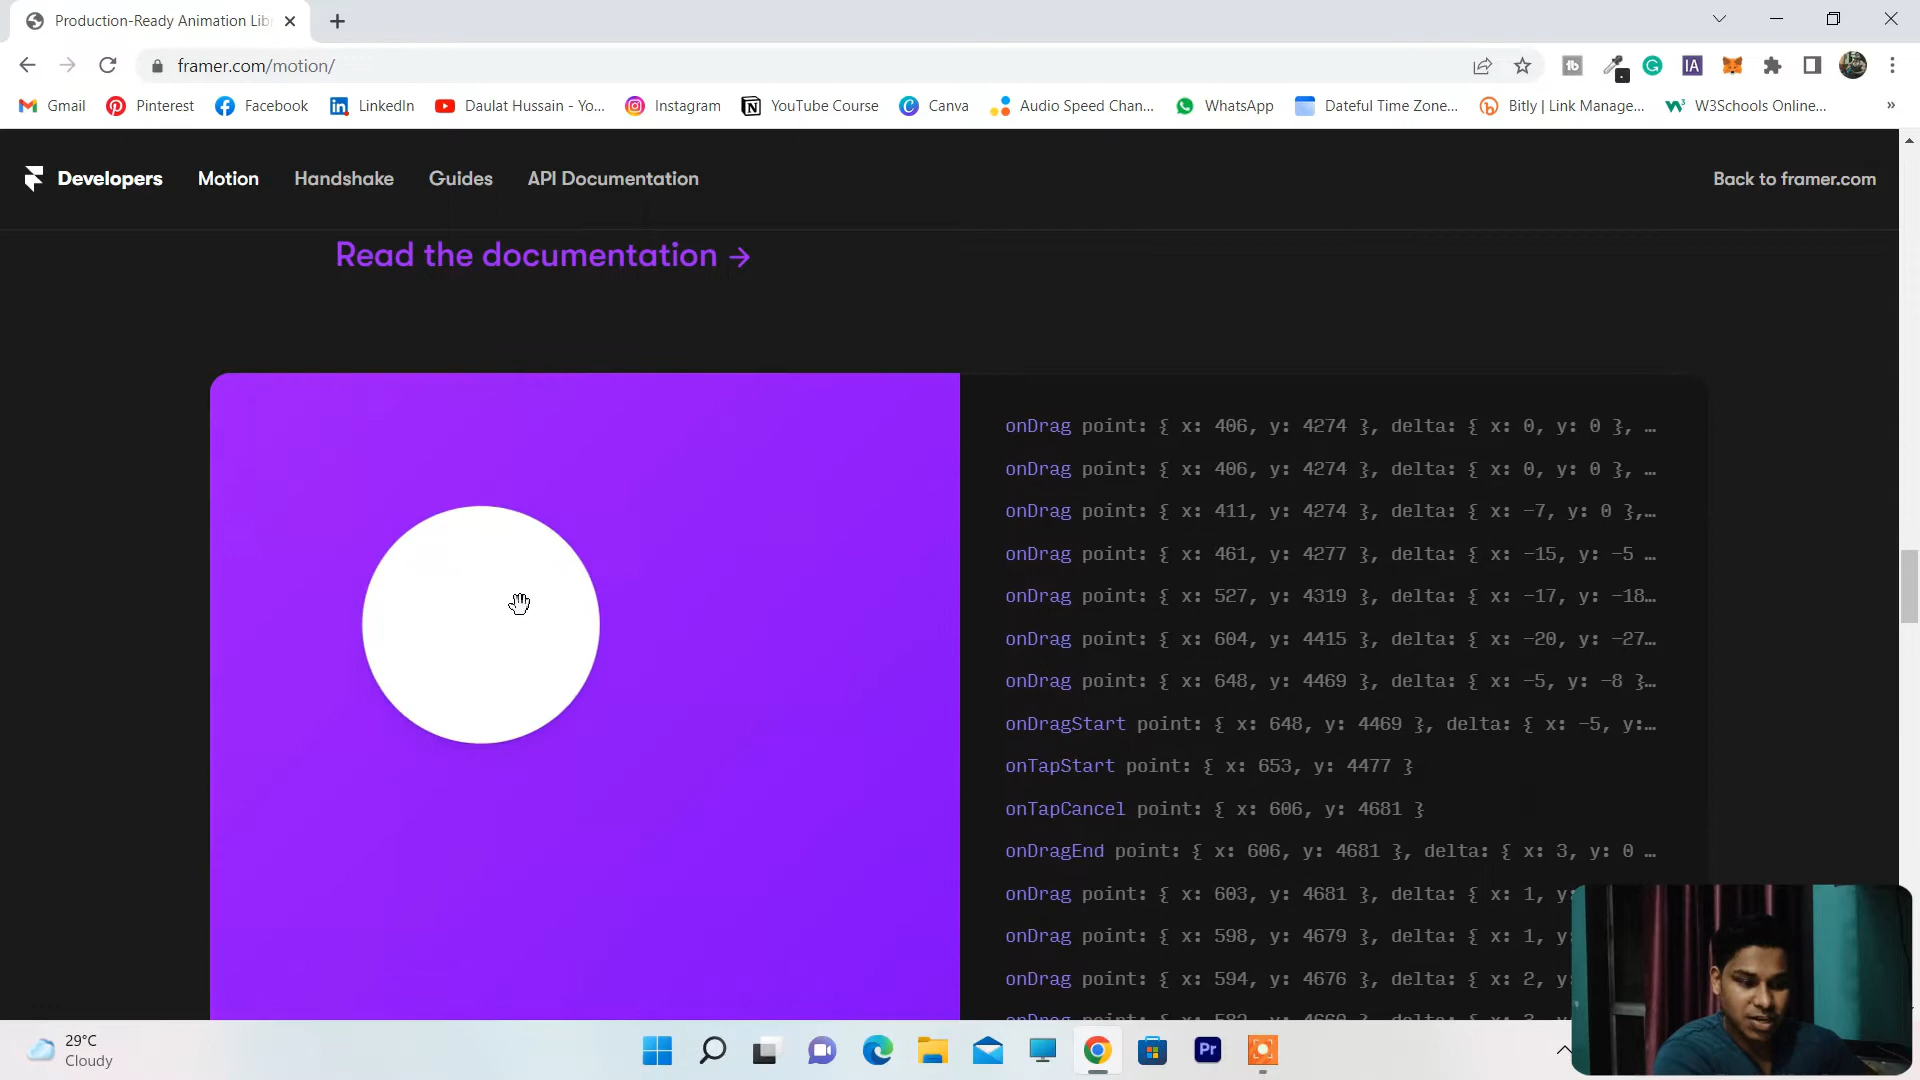 Production-Ready Animation Lib
framer.com/motion/
Gmail Pinterest Facebook LinkedIn Daulat Hussain - Yo... Instagram YouTube Course Canva Audio Speed Chan... WhatsApp Dateful Time Zone... Bitly | Link Manage... W3Schools Online... »
Developers Motion Handshake Guides API Documentation Back to framer.com
Read the documentation →
onDrag point: { x: 406, y: 4274 }, delta: { x: 0, y: 0 }, …
onDrag point: { x: 406, y: 4274 }, delta: { x: 0, y: 0 }, …
onDrag point: { x: 411, y: 4274 }, delta: { x: -7, y: 0 },…
onDrag point: { x: 461, y: 4277 }, delta: { x: -15, y: -5 …
onDrag point: { x: 527, y: 4319 }, delta: { x: -17, y: -18…
onDrag point: { x: 604, y: 4415 }, delta: { x: -20, y: -27…
onDrag point: { x: 648, y: 4469 }, delta: { x: -5, y: -8 }…
onDragStart point: { x: 648, y: 4469 }, delta: { x: -5, y:…
onTapStart point: { x: 653, y: 4477 }
onTapCancel point: { x: 606, y: 4681 }
onDragEnd point: { x: 606, y: 4681 }, delta: { x: 3, y: 0 …
onDrag point: { x: 603, y: 4681 }, delta: { x: 1, y:
onDrag point: { x: 598, y: 4679 }, delta: { x: 1, y:
onDrag point: { x: 594, y: 4676 }, delta: { x: 2, y:
29°C
Cloudy
Pr